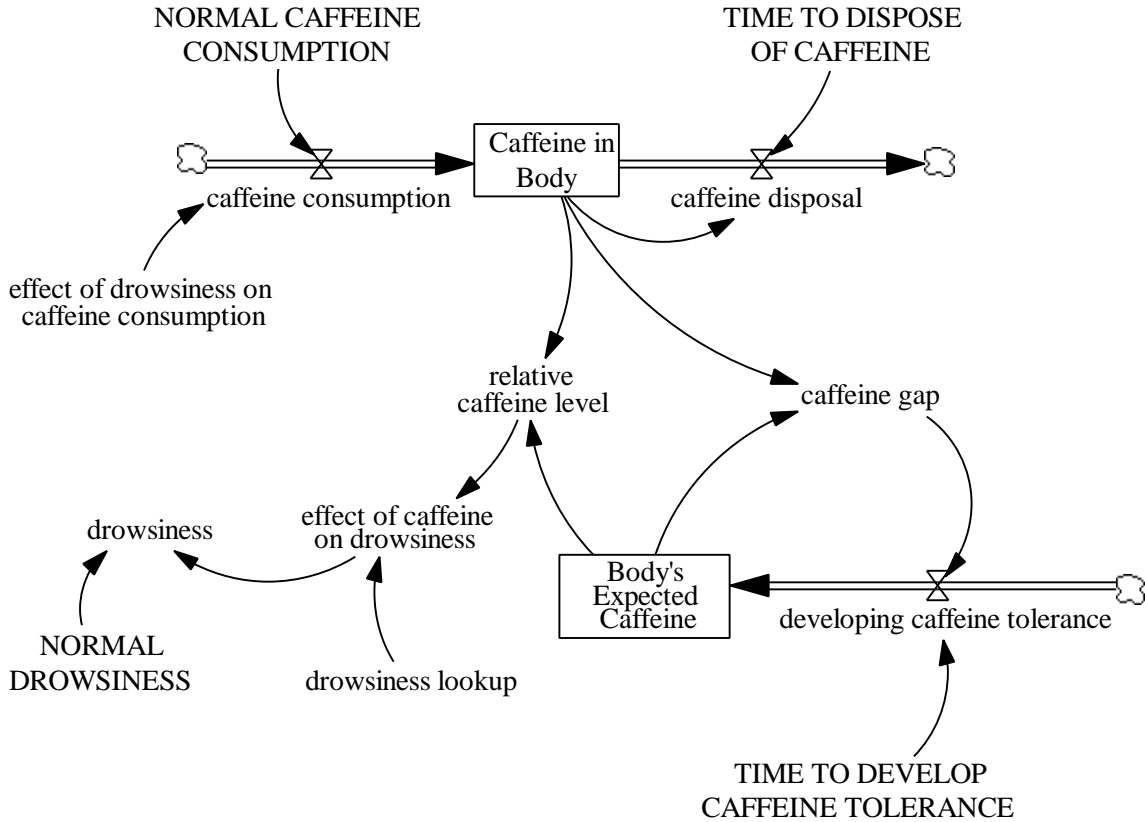 NORMAL CAFFEINE
CONSUMPTION
TIME TO DISPOSE
OF CAFFEINE
Caffeine in
Body
caffeine consumption
caffeine disposal
effect of drowsiness on
caffeine consumption
relative
caffeine level
caffeine gap
effect of caffeine
on drowsiness
drowsiness
Body's
Expected
Caffeine
developing caffeine tolerance
NORMAL
DROWSINESS
drowsiness lookup
TIME TO DEVELOP
CAFFEINE TOLERANCE